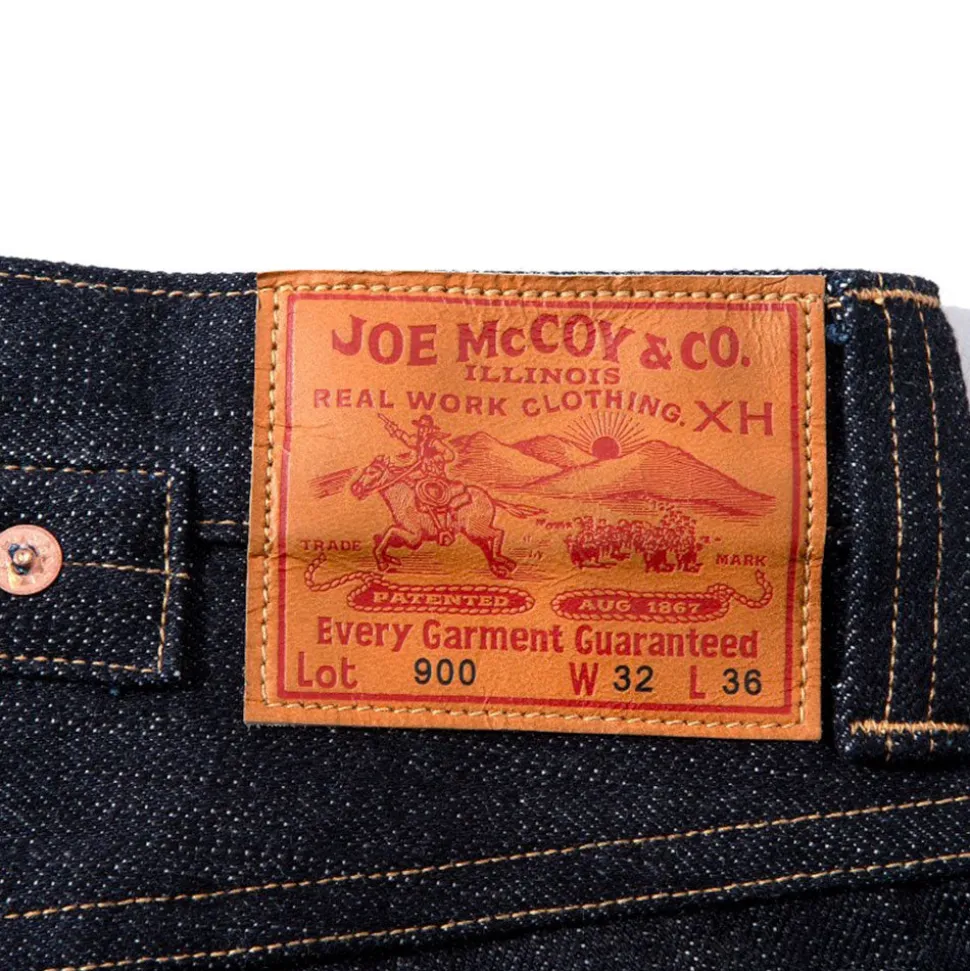 JOE McCOY & CO.
ILLINOIS
REAL WORK CLOTHING. XH
TRADE MARK
PATENTED AUG. 1867
Every Garment Guaranteed
Lot 900 W 32 L 36